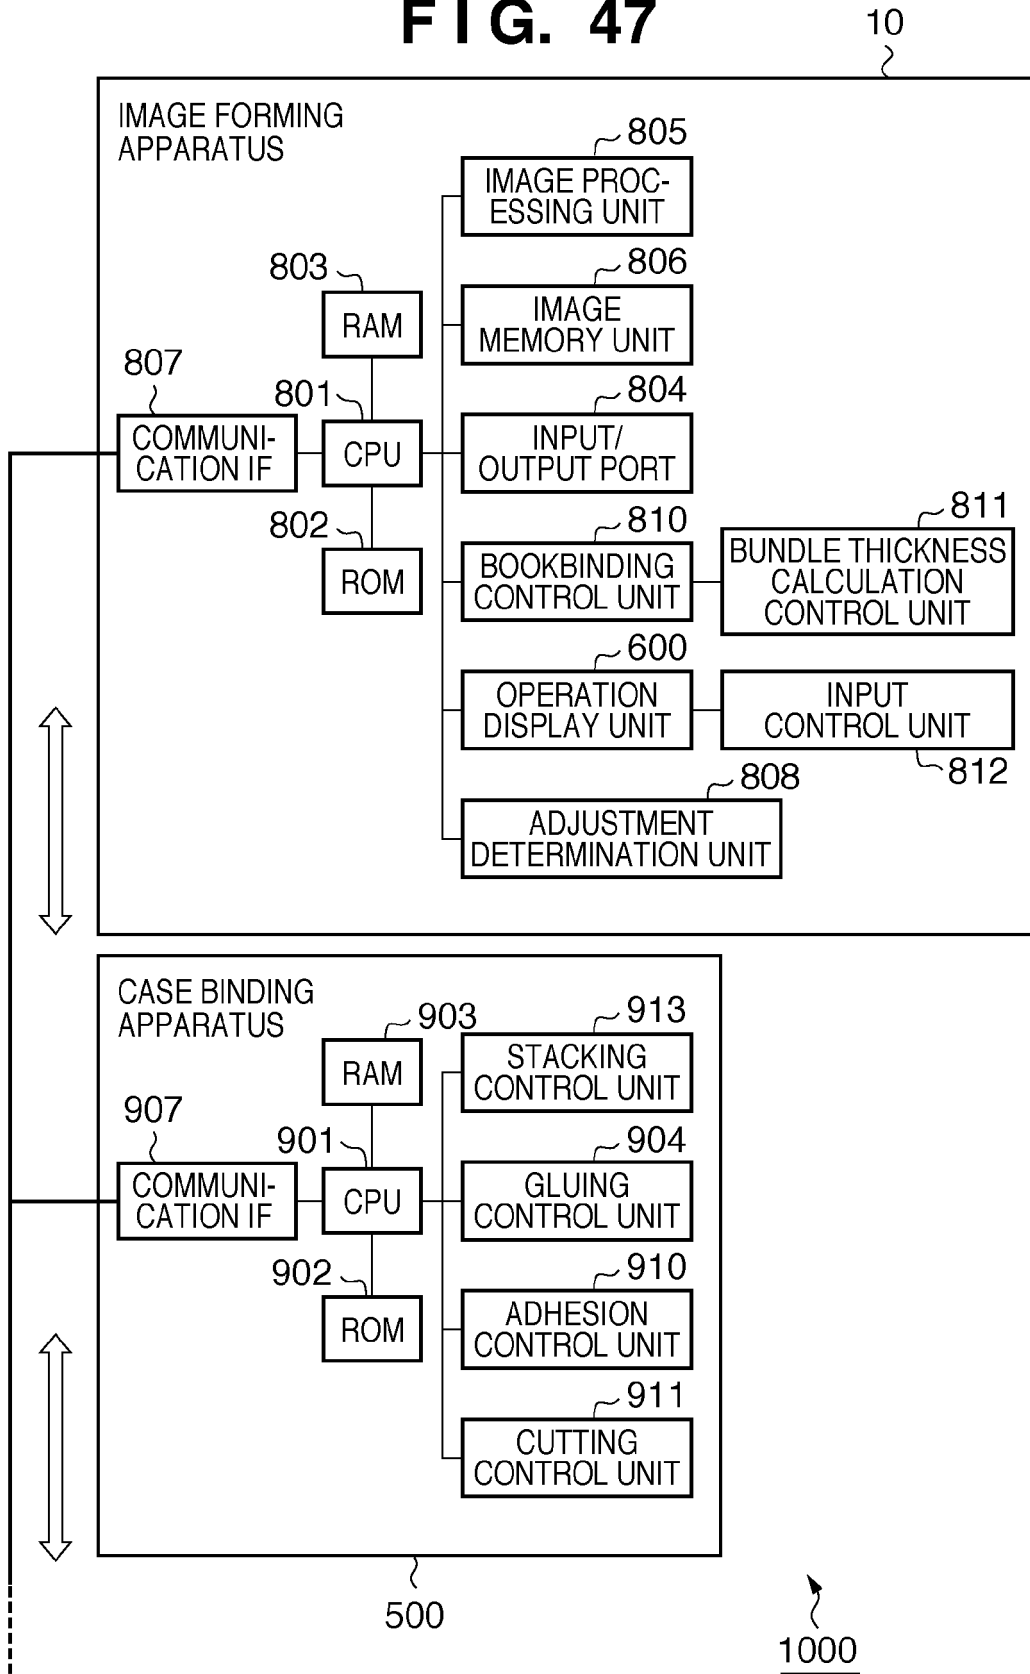 FIG. 47
10
IMAGE FORMING
APPARATUS
805
IMAGE PROC-
ESSING UNIT
803
RAM
806
IMAGE
MEMORY UNIT
807
COMMUNI-
CATION IF
801
CPU
804
INPUT/
OUTPUT PORT
802
ROM
810
BOOKBINDING
CONTROL UNIT
811
BUNDLE THICKNESS
CALCULATION
CONTROL UNIT
600
OPERATION
DISPLAY UNIT
INPUT
CONTROL UNIT
812
808
ADJUSTMENT
DETERMINATION UNIT
CASE BINDING
APPARATUS
903
RAM
913
STACKING
CONTROL UNIT
907
COMMUNI-
CATION IF
901
CPU
904
GLUING
CONTROL UNIT
902
ROM
910
ADHESION
CONTROL UNIT
911
CUTTING
CONTROL UNIT
500
1000